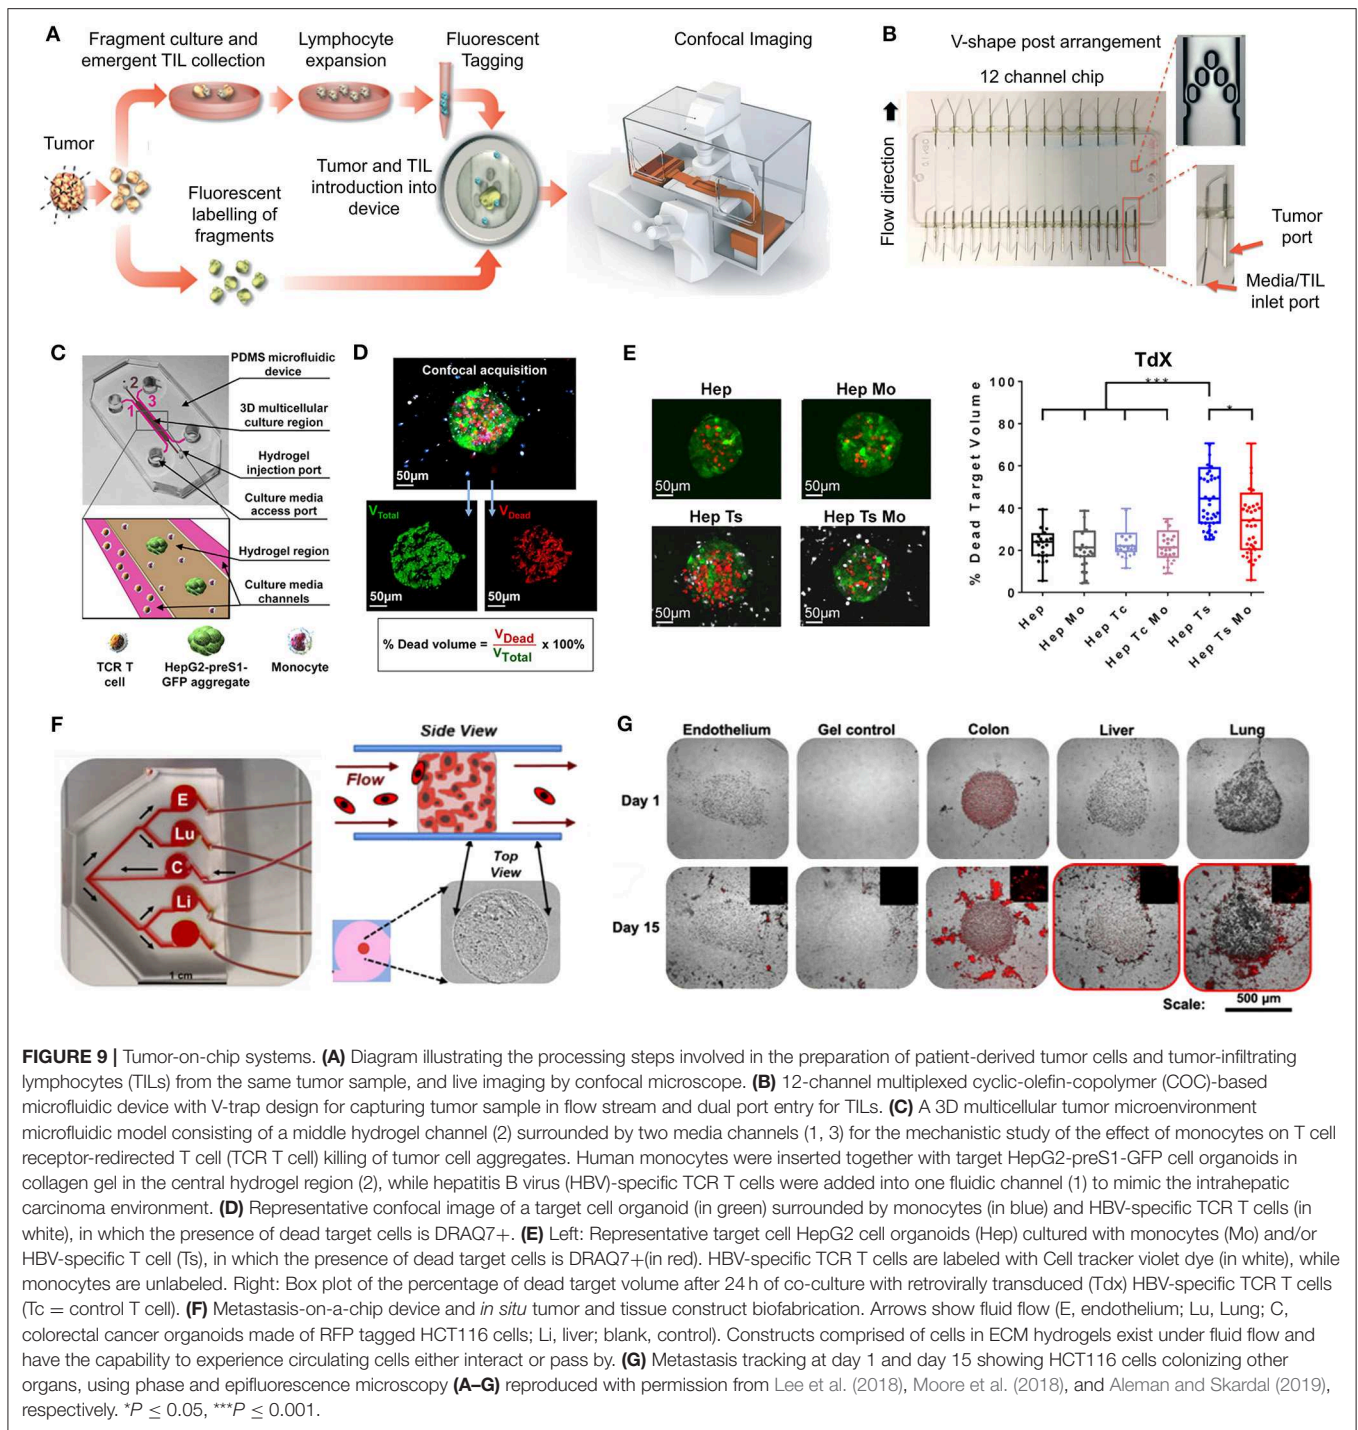 A
Fragment culture and
emergent TIL collection
Lymphocyte
expansion
Fluorescent
Tagging
Confocal Imaging
Tumor
Fluorescent
labelling of
fragments
Tumor and TIL
introduction into
device
B
V-shape post arrangement
12 channel chip
Flow direction
Tumor
port
Media/TIL
inlet port
C
2
3
1
PDMS microfluidic
device
3D multicellular
culture region
Hydrogel
injection port
Culture media
access port
Hydrogel region
Culture media
channels
TCR T
cell
HepG2-preS1-
GFP aggregate
Monocyte
D
Confocal acquisition
50µm
VTotal
50µm
VDead
50µm
% Dead volume = VDead / VTotal x 100%
E
Hep
50µm
Hep Mo
50µm
Hep Ts
50µm
Hep Ts Mo
50µm
TdX
% Dead Target Volume
100
80
60
40
20
0
***
*
Hep
Hep Mo
Hep Tc
Hep Tc Mo
Hep Ts
Hep Ts Mo
F
E
Lu
C
Li
1 cm
Side View
Flow
Top
View
G
Endothelium
Gel control
Colon
Liver
Lung
Day 1
Day 15
Scale:
500 µm
FIGURE 9 | Tumor-on-chip systems. (A) Diagram illustrating the processing steps involved in the preparation of patient-derived tumor cells and tumor-infiltrating
lymphocytes (TILs) from the same tumor sample, and live imaging by confocal microscope. (B) 12-channel multiplexed cyclic-olefin-copolymer (COC)-based
microfluidic device with V-trap design for capturing tumor sample in flow stream and dual port entry for TILs. (C) A 3D multicellular tumor microenvironment
microfluidic model consisting of a middle hydrogel channel (2) surrounded by two media channels (1, 3) for the mechanistic study of the effect of monocytes on T cell
receptor-redirected T cell (TCR T cell) killing of tumor cell aggregates. Human monocytes were inserted together with target HepG2-preS1-GFP cell organoids in
collagen gel in the central hydrogel region (2), while hepatitis B virus (HBV)-specific TCR T cells were added into one fluidic channel (1) to mimic the intrahepatic
carcinoma environment. (D) Representative confocal image of a target cell organoid (in green) surrounded by monocytes (in blue) and HBV-specific TCR T cells (in
white), in which the presence of dead target cells is DRAQ7+. (E) Left: Representative target cell HepG2 cell organoids (Hep) cultured with monocytes (Mo) and/or
HBV-specific T cell (Ts), in which the presence of dead target cells is DRAQ7+(in red). HBV-specific TCR T cells are labeled with Cell tracker violet dye (in white), while
monocytes are unlabeled. Right: Box plot of the percentage of dead target volume after 24 h of co-culture with retrovirally transduced (Tdx) HBV-specific TCR T cells
(Tc = control T cell). (F) Metastasis-on-a-chip device and in situ tumor and tissue construct biofabrication. Arrows show fluid flow (E, endothelium; Lu, Lung; C,
colorectal cancer organoids made of RFP tagged HCT116 cells; Li, liver; blank, control). Constructs comprised of cells in ECM hydrogels exist under fluid flow and
have the capability to experience circulating cells either interact or pass by. (G) Metastasis tracking at day 1 and day 15 showing HCT116 cells colonizing other
organs, using phase and epifluorescence microscopy (A–G) reproduced with permission from Lee et al. (2018), Moore et al. (2018), and Aleman and Skardal (2019),
respectively. *P ≤ 0.05, ***P ≤ 0.001.